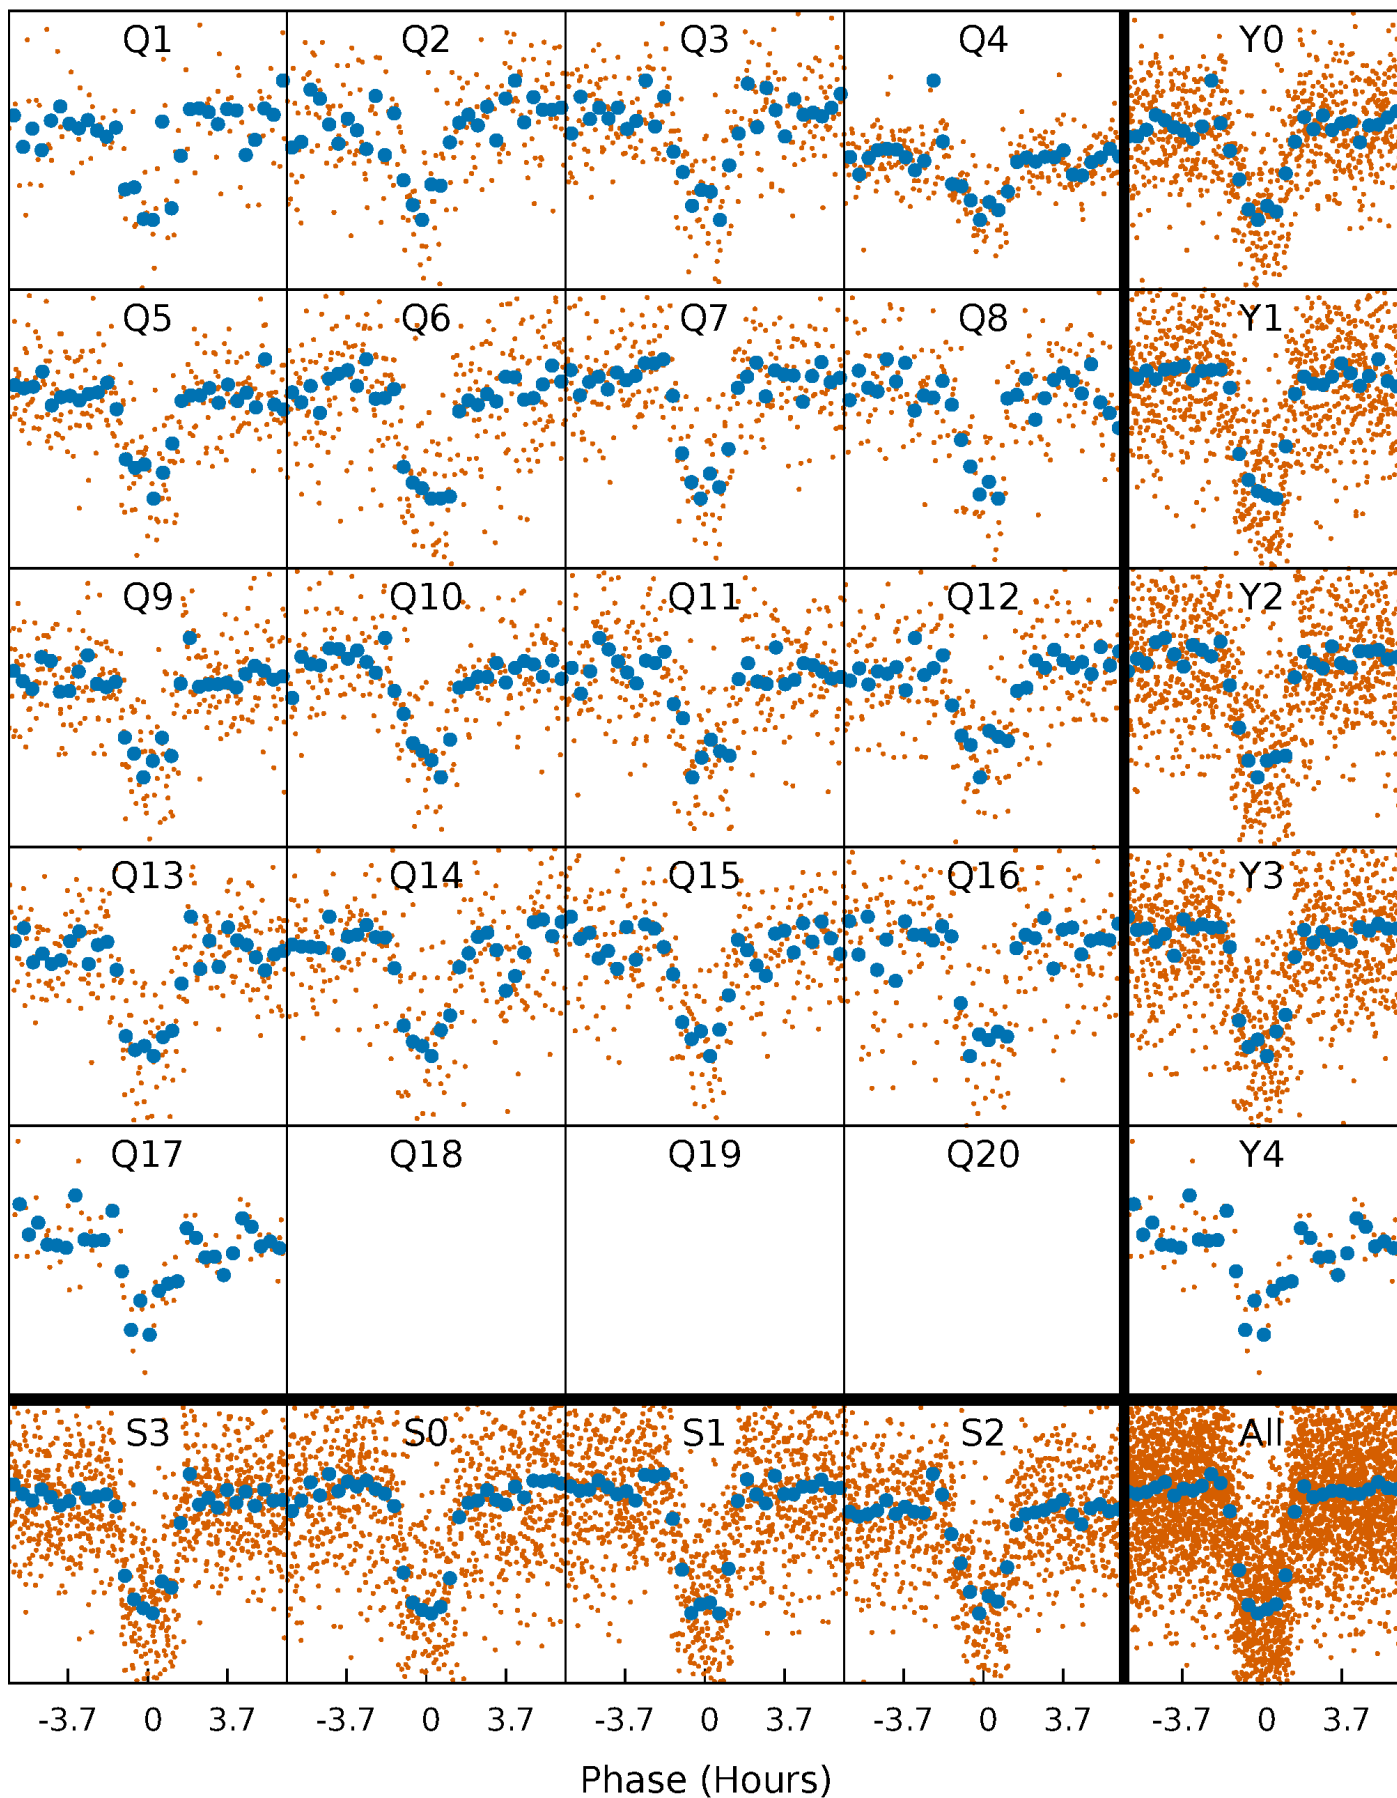 Q1 Q2 Q3 Q4 Y0
Q5 Q6 Q7 Q8 Y1
Q9 Q10 Q11 Q12 Y2
Q13 Q14 Q15 Q16 Y3
Q17 Q18 Q19 Q20 Y4
S3 S0 S1 S2 All
-3.7 0 3.7 -3.7 0 3.7 -3.7 0 3.7 -3.7 0 3.7 -3.7 0 3.7
Phase (Hours)